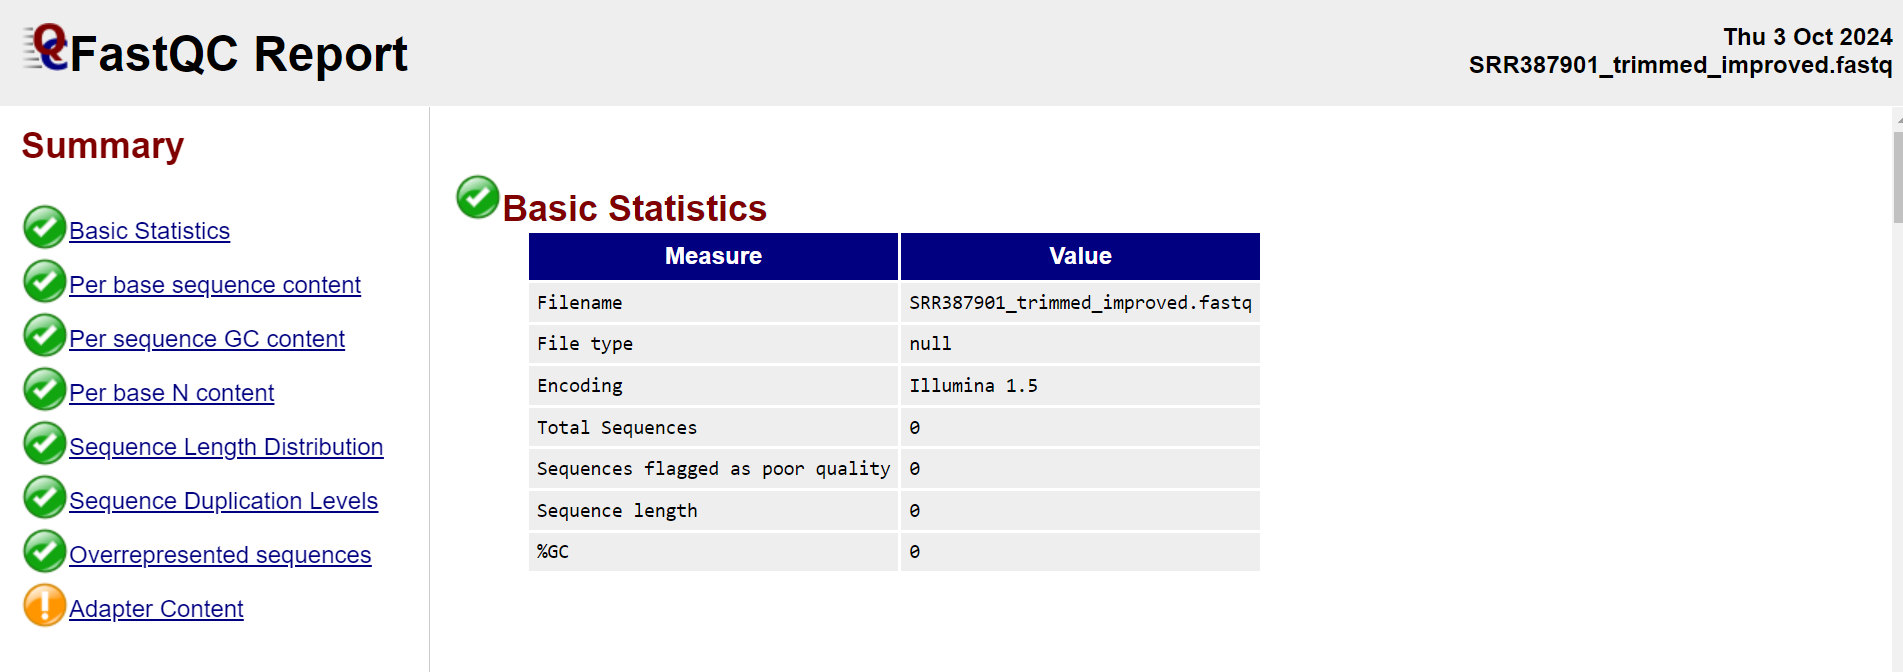 FastQC Report
Thu 3 Oct 2024
SRR387901_trimmed_improved.fastq
Summary
Basic Statistics
Per base sequence content
Per sequence GC content
Per base N content
Sequence Length Distribution
Sequence Duplication Levels
Overrepresented sequences
Adapter Content
Basic Statistics
Measure Value
Filename SRR387901_trimmed_improved.fastq
File type null
Encoding Illumina 1.5
Total Sequences 0
Sequences flagged as poor quality 0
Sequence length 0
%GC 0